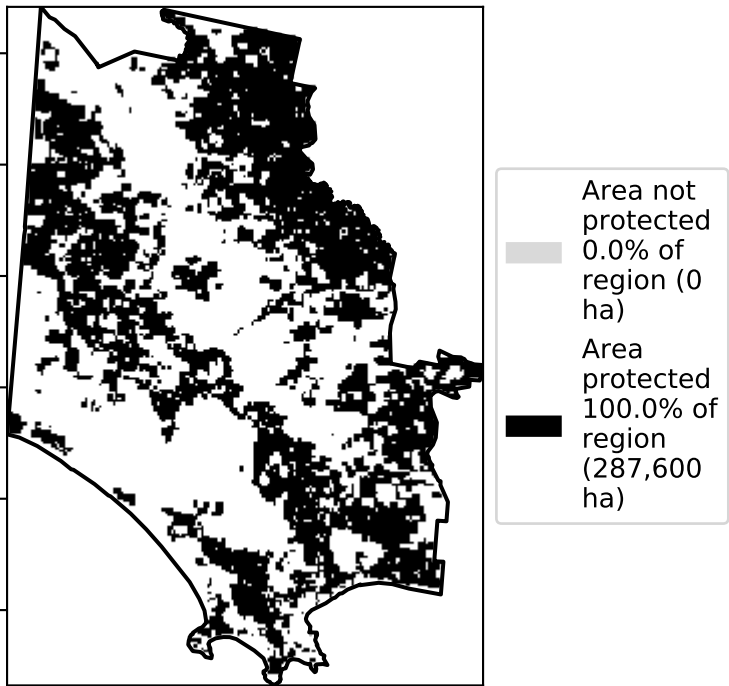 Area not
protected
0.0% of
region (0
ha)
Area
protected
100.0% of
region
(287,600
ha)